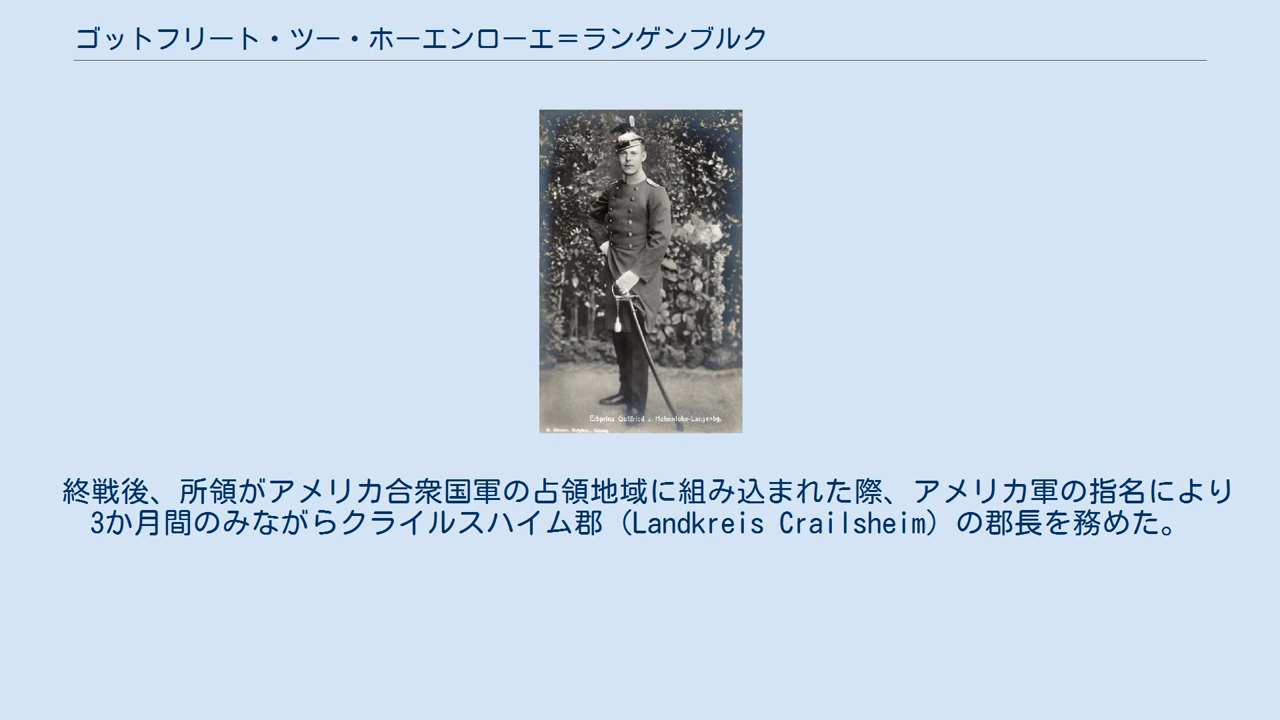 ゴットフリート・ツー・ホーエンローエ＝ランゲンブルク
Erbprinz Gottfried z. Hohenlohe-Langenbg.
終戦後、所領がアメリカ合衆国軍の占領地域に組み込まれた際、アメリカ軍の指名により
3か月間のみながらクライルスハイム郡（Landkreis Crailsheim）の郡長を務めた。